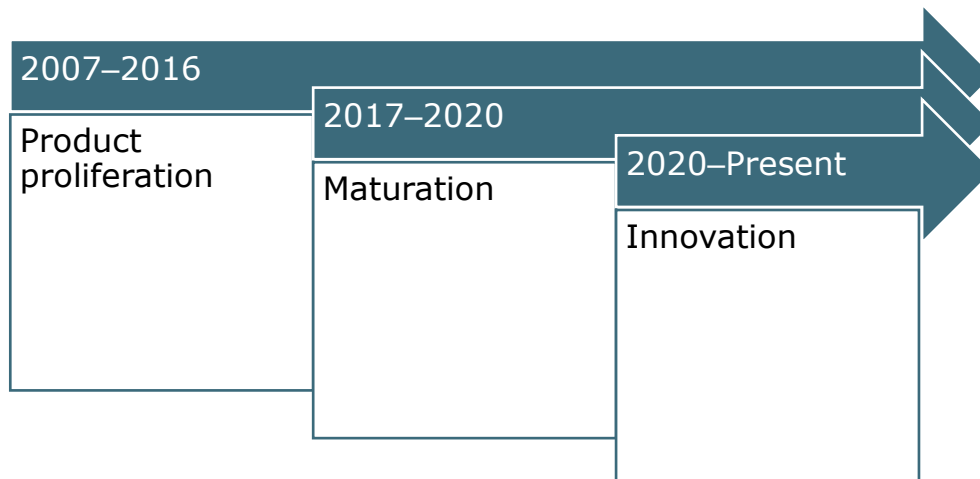 2007–2016
Product
proliferation
2017–2020
Maturation
2020–Present
Innovation